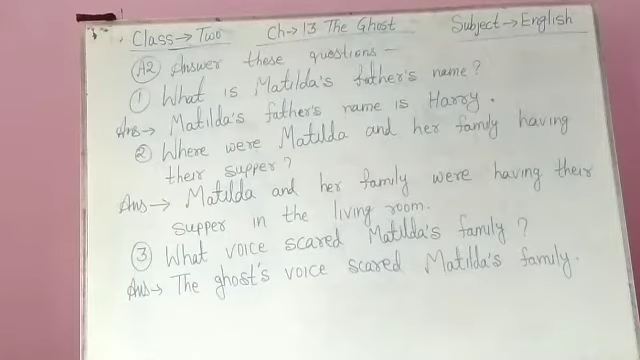 Class→Two Ch→13 The Ghost Subject→English
A2 Answer these questions—
1 What is Matilda's father's name?
Ans→ Matilda's father's name is Harry.
2 Where were Matilda and her family having
their supper?
Ans→ Matilda and her family were having their
supper in the living room.
3 What voice scared Matilda's family?
Ans→ The ghost's voice scared Matilda's family.